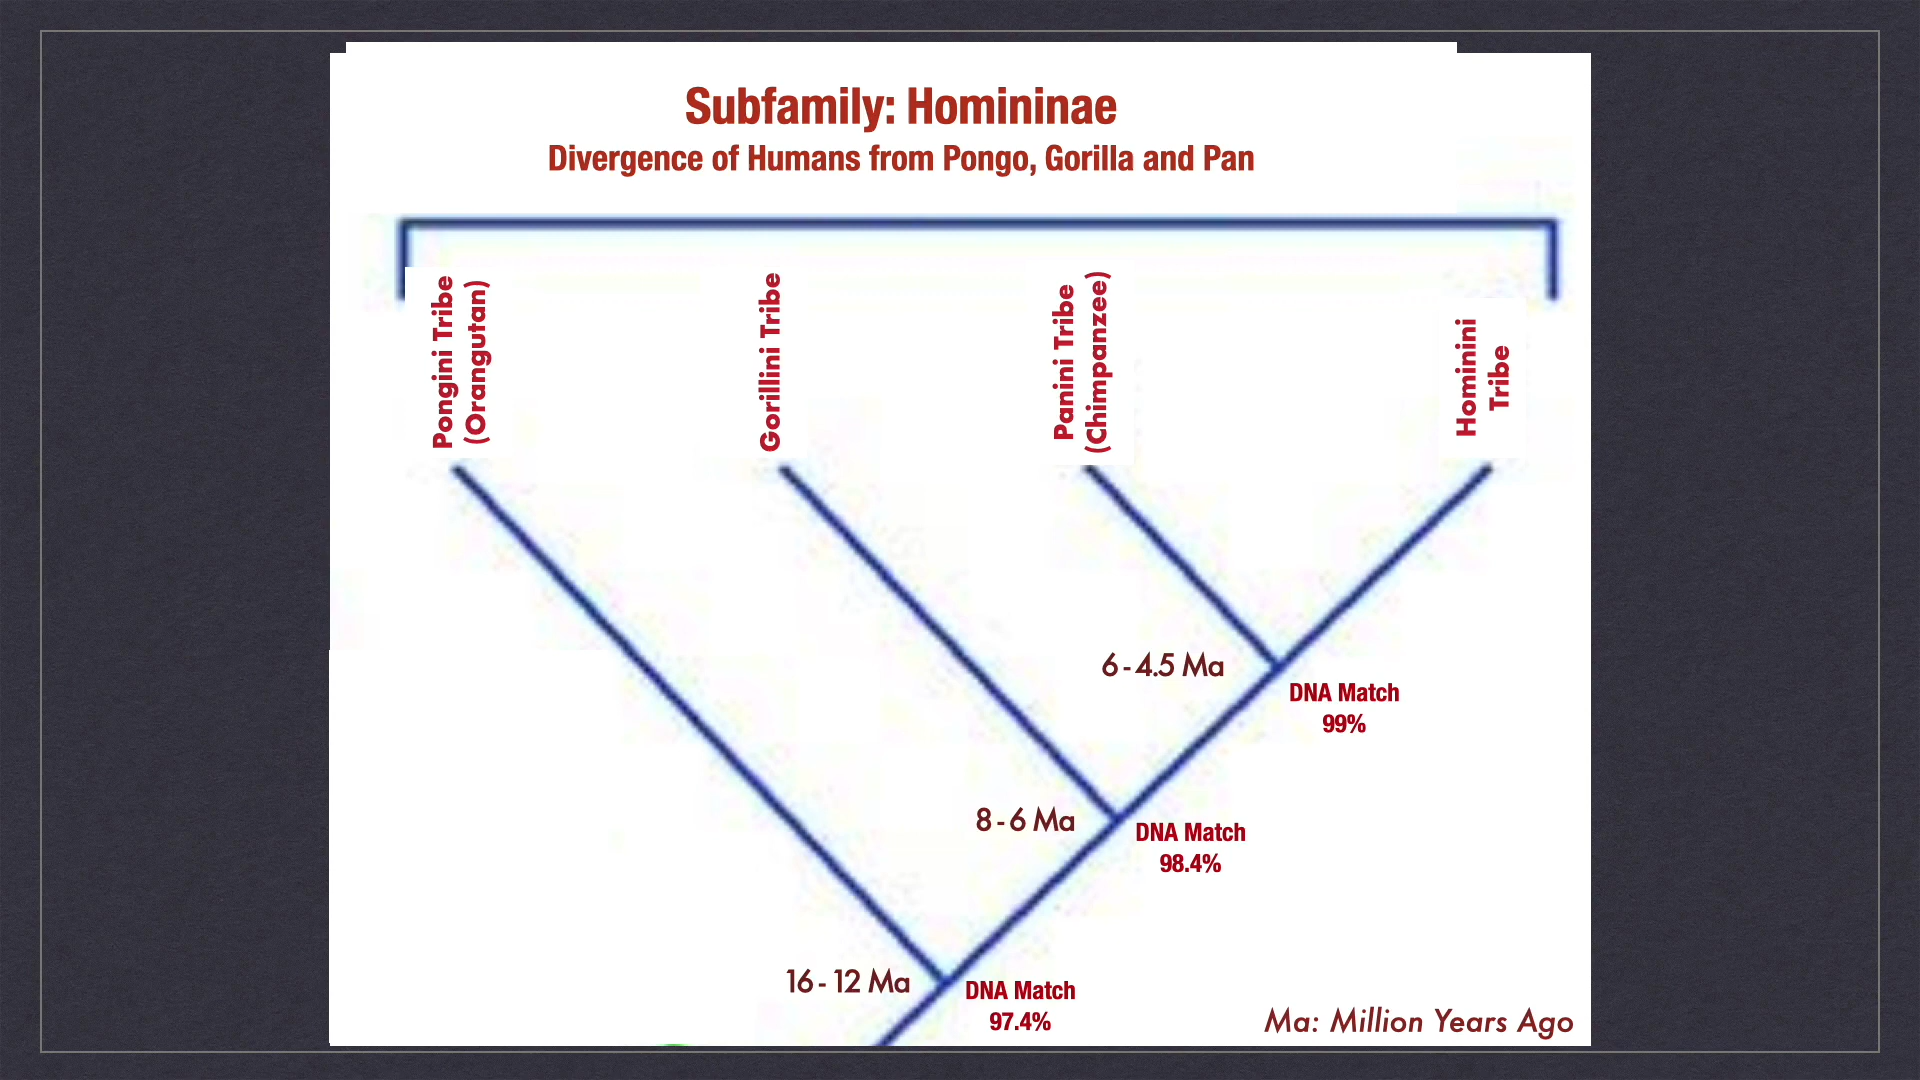 Subfamily: Homininae
Divergence of Humans from Pongo, Gorilla and Pan
Pongini Tribe
(Orangutan)
Gorillini Tribe
Panini Tribe
(Chimpanzee)
Hominini
Tribe
6-4.5 Ma
DNA Match
99%
8-6 Ma
DNA Match
98.4%
16-12 Ma
DNA Match
97.4%
Ma: Million Years Ago